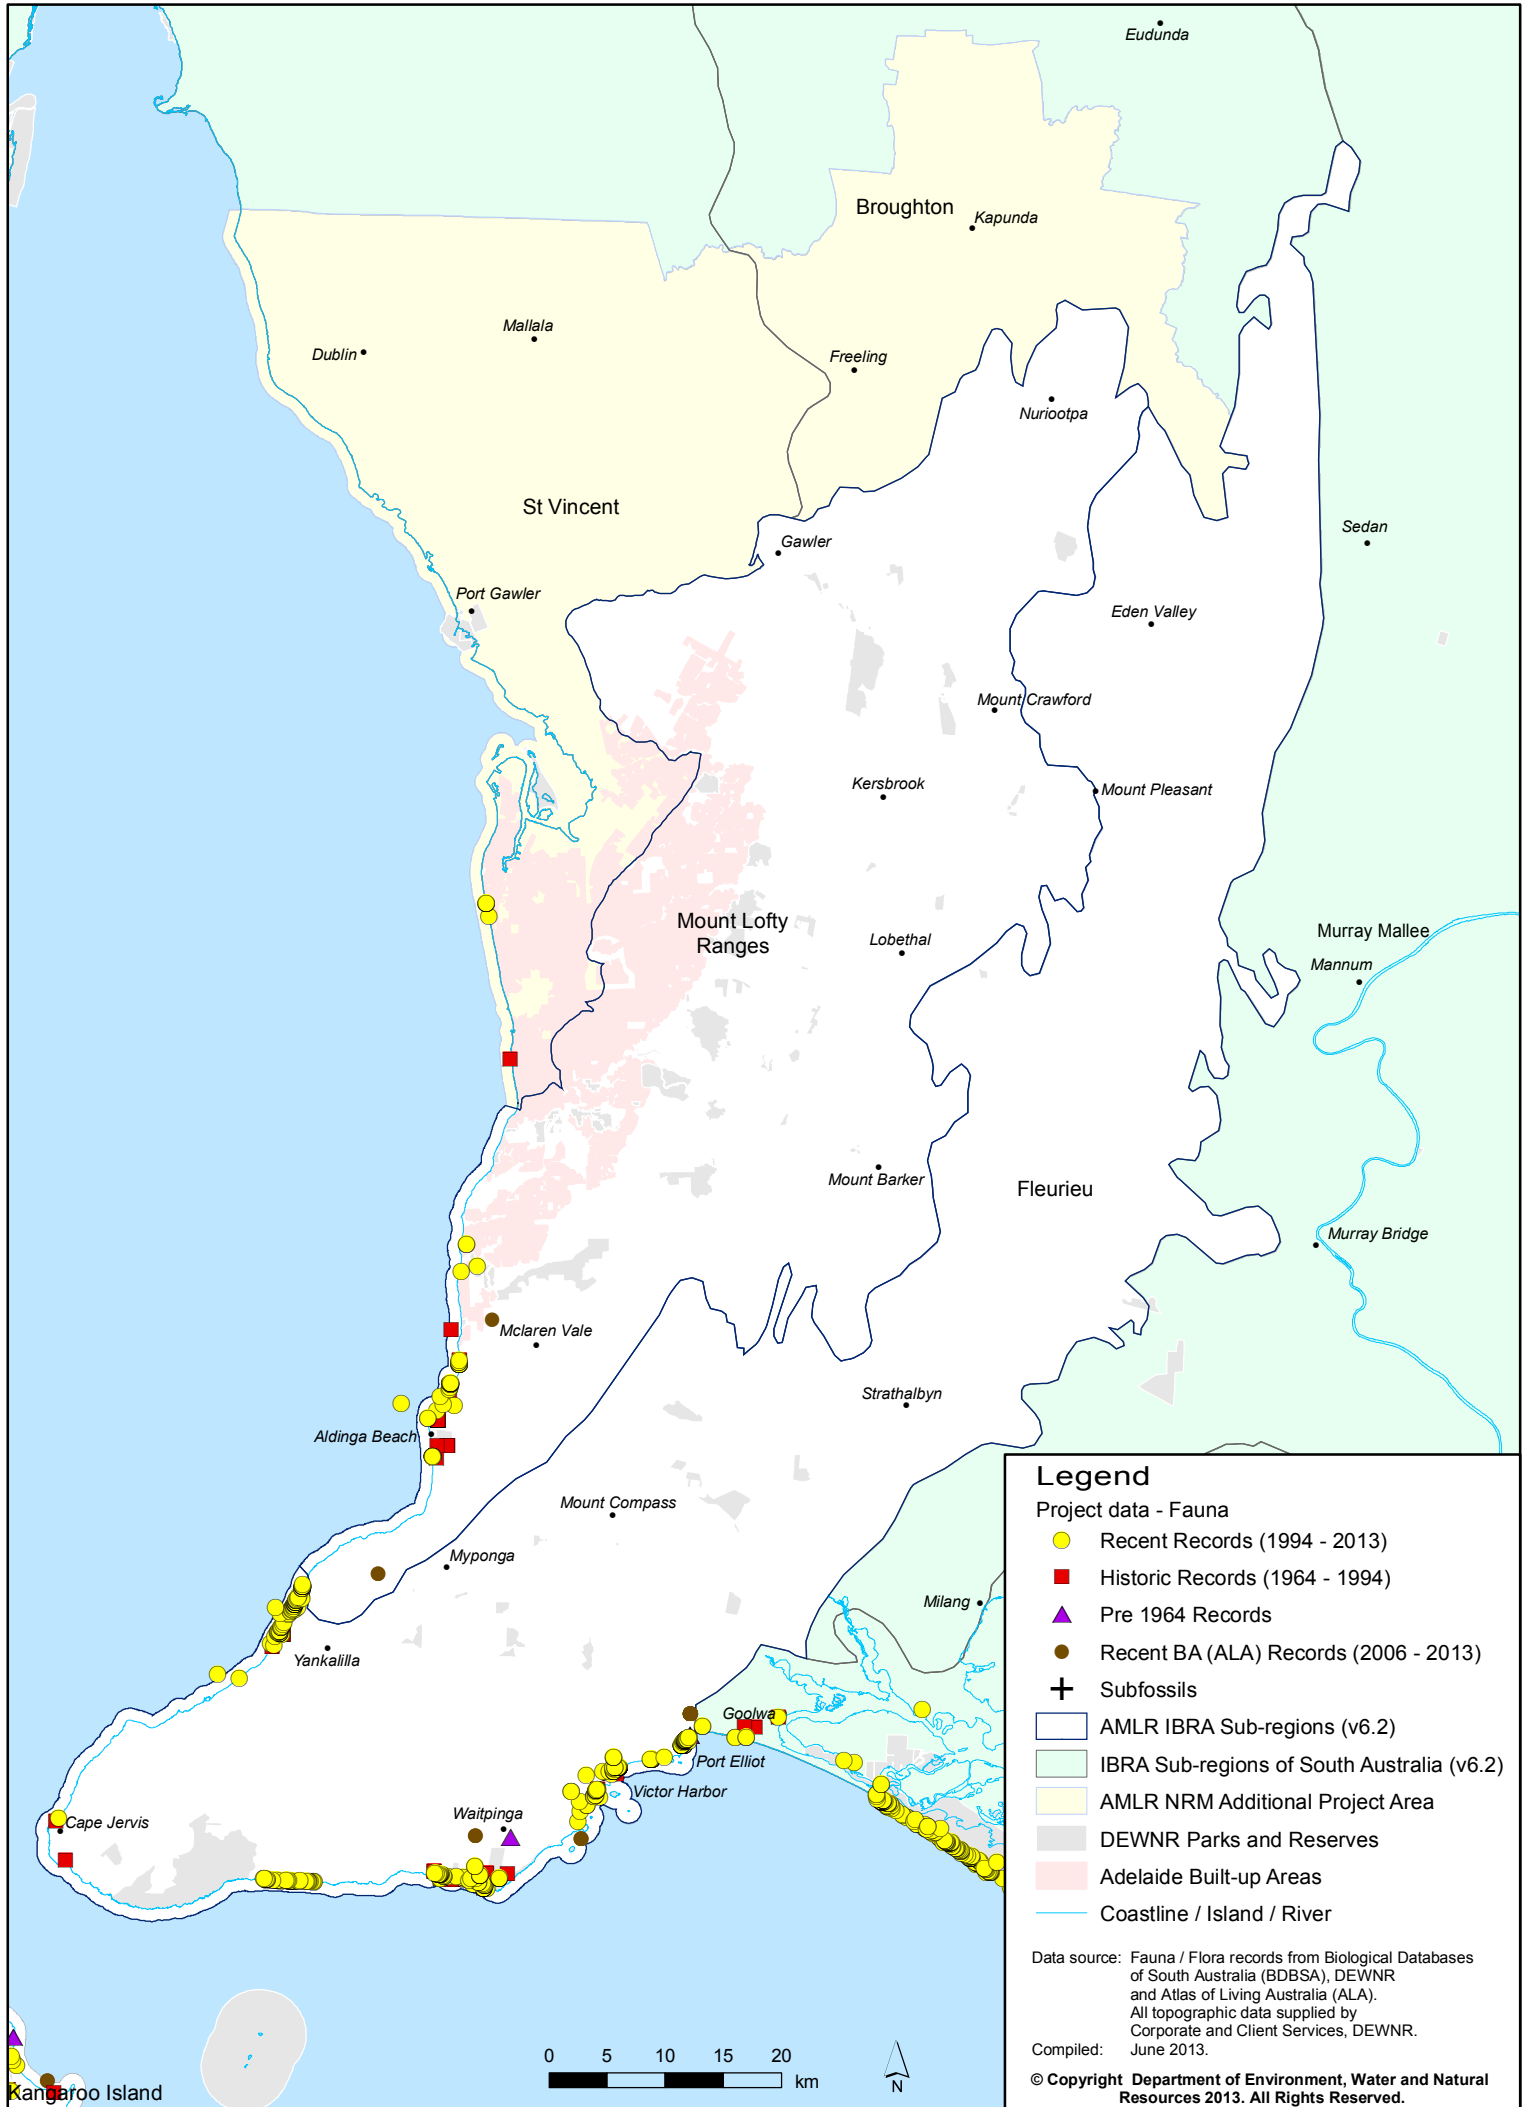 Eudunda
Broughton
Kapunda
Mallala
Dublin
Freeling
Nuriootpa
St Vincent
Sedan
Gawler
Port Gawler
Eden Valley
Mount Crawford
Kersbrook
Mount Pleasant
Mount Lofty
Ranges
Murray Mallee
Lobethal
Mannum
Mount Barker
Fleurieu
Murray Bridge
Mclaren Vale
Strathalbyn
Aldinga Beach
Mount Compass
Myponga
Milang
Yankalilla
Goolwa
Port Elliot
Victor Harbor
Waitpinga
Cape Jervis
Kangaroo Island
0 5 10 15 20
km
N
Legend
Project data - Fauna
Recent Records (1994 - 2013)
Historic Records (1964 - 1994)
Pre 1964 Records
Recent BA (ALA) Records (2006 - 2013)
Subfossils
AMLR IBRA Sub-regions (v6.2)
IBRA Sub-regions of South Australia (v6.2)
AMLR NRM Additional Project Area
DEWNR Parks and Reserves
Adelaide Built-up Areas
Coastline / Island / River
Data source: Fauna / Flora records from Biological Databases
of South Australia (BDBSA), DEWNR
and Atlas of Living Australia (ALA).
All topographic data supplied by
Corporate and Client Services, DEWNR.
Compiled: June 2013.
© Copyright Department of Environment, Water and Natural
Resources 2013. All Rights Reserved.